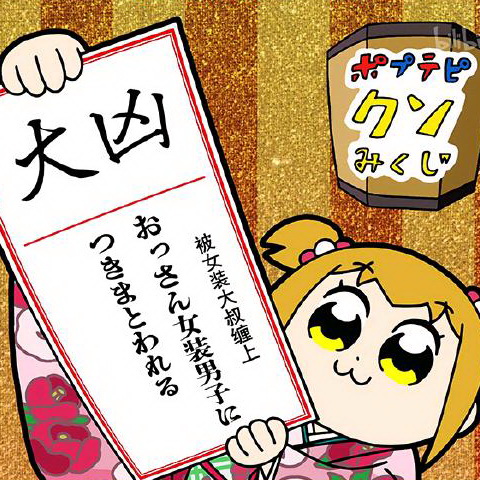 大凶
おっさん女装男子に
つきまとわれる
被女装大叔缠上
ポプテピ
クソ
みくじ